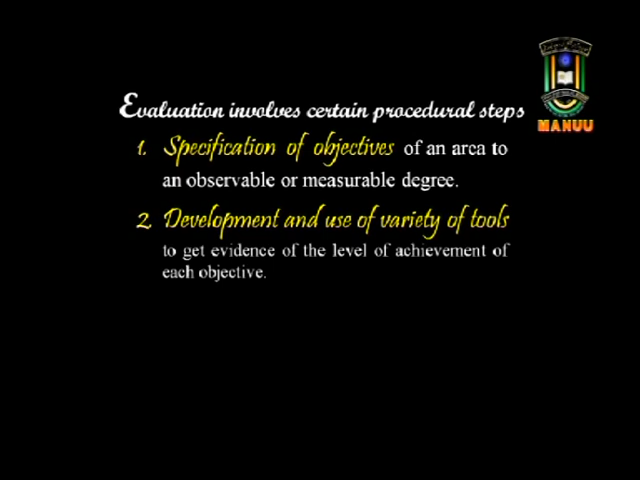 Evaluation involves certain procedural steps
1. Specification of objectives of an area to
an observable or measurable degree.
2. Development and use of variety of tools
to get evidence of the level of achievement of
each objective.
MANUU